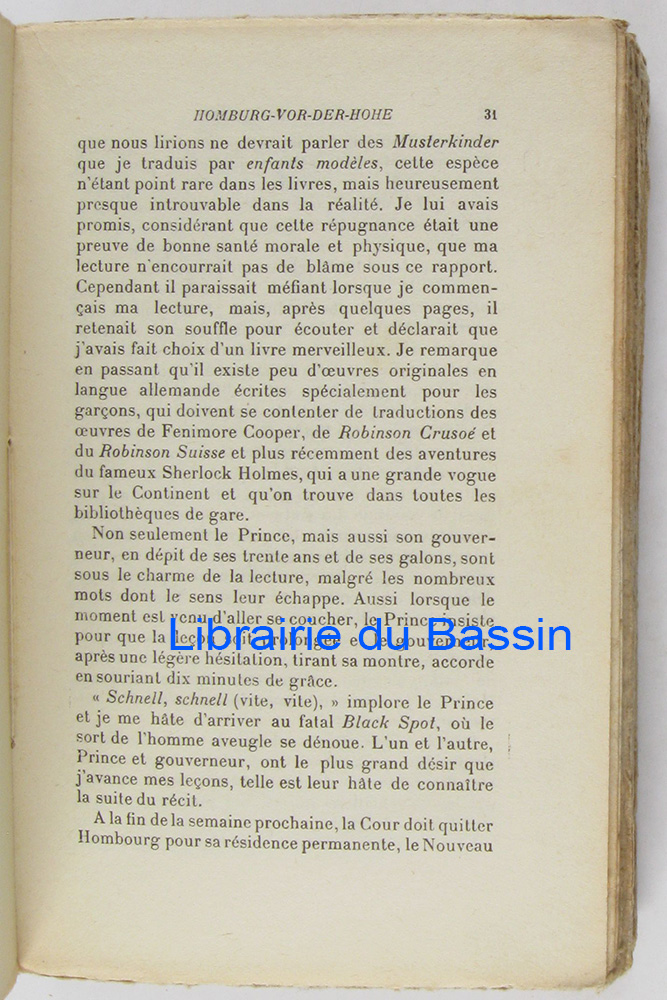 HOMBURG-VOR-DER-HOHE 31
que nous lirions ne devrait parler des Musterkinder
que je traduis par enfants modèles, cette espèce
n'étant point rare dans les livres, mais heureusement
presque introuvable dans la réalité. Je lui avais
promis, considérant que cette répugnance était une
preuve de bonne santé morale et physique, que ma
lecture n'encourrait pas de blâme sous ce rapport.
Cependant il paraissait méfiant lorsque je commen-
çais ma lecture, mais, après quelques pages, il
retenait son souffle pour écouter et déclarait que
j'avais fait choix d'un livre merveilleux. Je remarque
en passant qu'il existe peu d'œuvres originales en
langue allemande écrites spécialement pour les
garçons, qui doivent se contenter de traductions des
œuvres de Fenimore Cooper, de Robinson Crusoé et
du Robinson Suisse et plus récemment des aventures
du fameux Sherlock Holmes, qui a une grande vogue
sur le Continent et qu'on trouve dans toutes les
bibliothèques de gare.
Non seulement le Prince, mais aussi son gouver-
neur, en dépit de ses trente ans et de ses galons, sont
sous le charme de la lecture, malgré les nombreux
mots dont le sens leur échappe. Aussi lorsque le
moment est venu d'aller se coucher, le Prince insiste
pour que la leçon soit prolongée et le gouverneur,
Librairie du Bassin
après une légère hésitation, tirant sa montre, accorde
en souriant dix minutes de grâce.
« Schnell, schnell (vite, vite), » implore le Prince
et je me hâte d'arriver au fatal Black Spot, où le
sort de l'homme aveugle se dénoue. L'un et l'autre,
Prince et gouverneur, ont le plus grand désir que
j'avance mes leçons, telle est leur hâte de connaître
la suite du récit.
A la fin de la semaine prochaine, la Cour doit quitter
Hombourg pour sa résidence permanente, le Nouveau